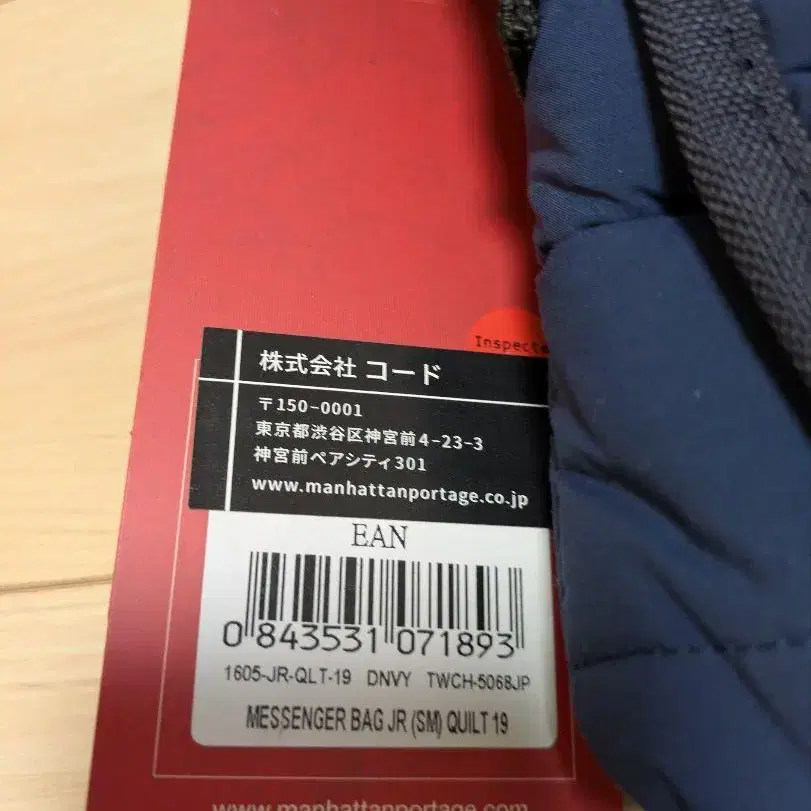 Inspecte
株式会社 コード
〒150-0001
東京都渋谷区神宮前4-23-3
神宮前ペアシティ301
www.manhattanportage.co.jp
EAN
0 843531 071893
1605-JR-QLT-19 DNVY TWCH-5068JP
MESSENGER BAG JR (SM) QUILT 19
www.manhattanportage.com